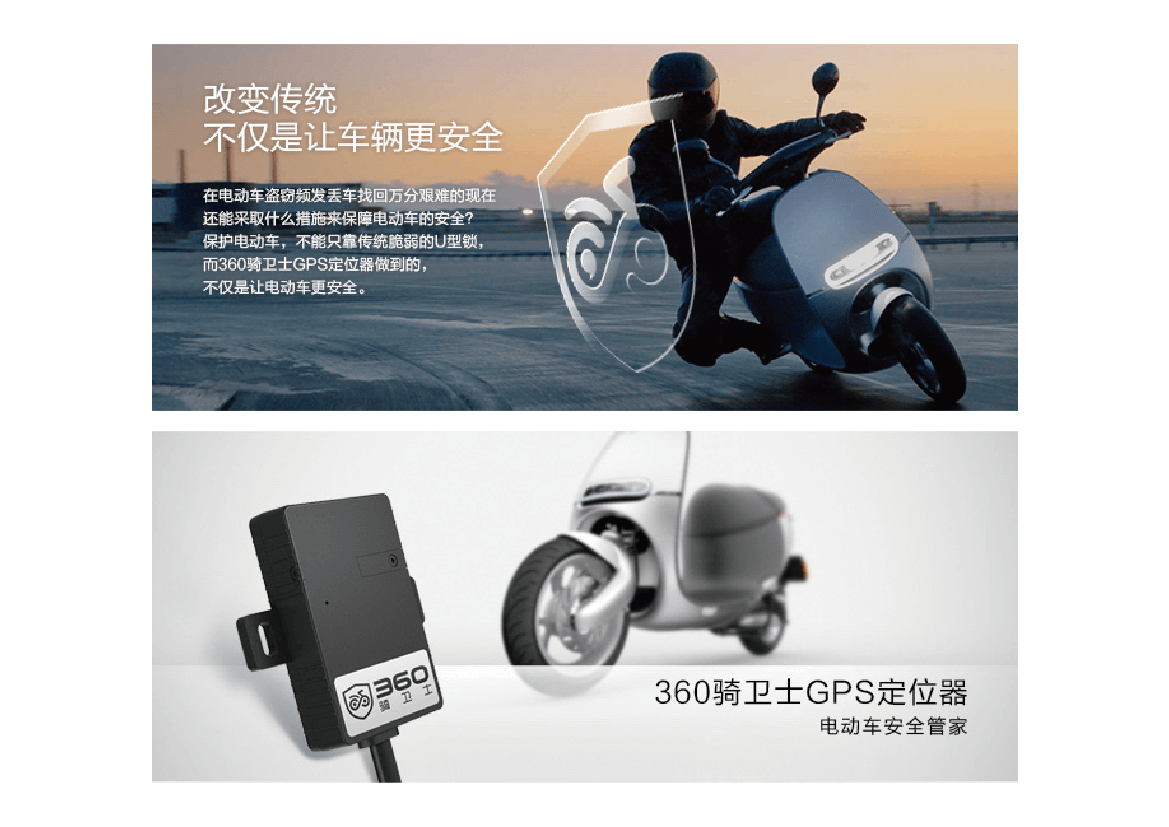 改变传统
不仅是让车辆更安全
在电动车盗窃频发丢车找回万分艰难的现在
还能采取什么措施来保障电动车的安全？
保护电动车，不能只靠传统脆弱的U型锁，
而360骑卫士GPS定位器做到的，
不仅是让电动车更安全。
360
骑卫士
360骑卫士GPS定位器
电动车安全管家